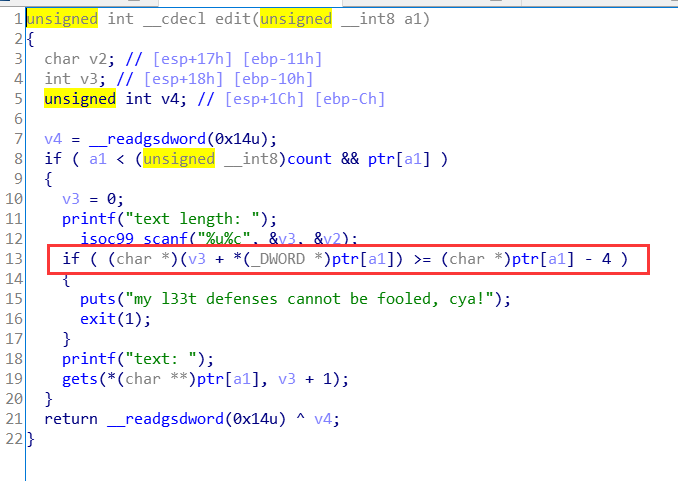 1 unsigned int __cdecl edit(unsigned __int8 a1)
2 {
3 char v2; // [esp+17h] [ebp-11h]
4 int v3; // [esp+18h] [ebp-10h]
5 unsigned int v4; // [esp+1Ch] [ebp-Ch]
6
7 v4 = __readgsdword(0x14u);
8 if ( a1 < (unsigned __int8)count && ptr[a1] )
9 {
10 v3 = 0;
11 printf("text length: ");
12 isoc99 scanf("%u%c", &v3, &v2);
13 if ( (char *)(v3 + *(_DWORD *)ptr[a1]) >= (char *)ptr[a1] - 4 )
14 {
15 puts("my l33t defenses cannot be fooled, cya!");
16 exit(1);
17 }
18 printf("text: ");
19 gets(*(char **)ptr[a1], v3 + 1);
20 }
21 return __readgsdword(0x14u) ^ v4;
22 }